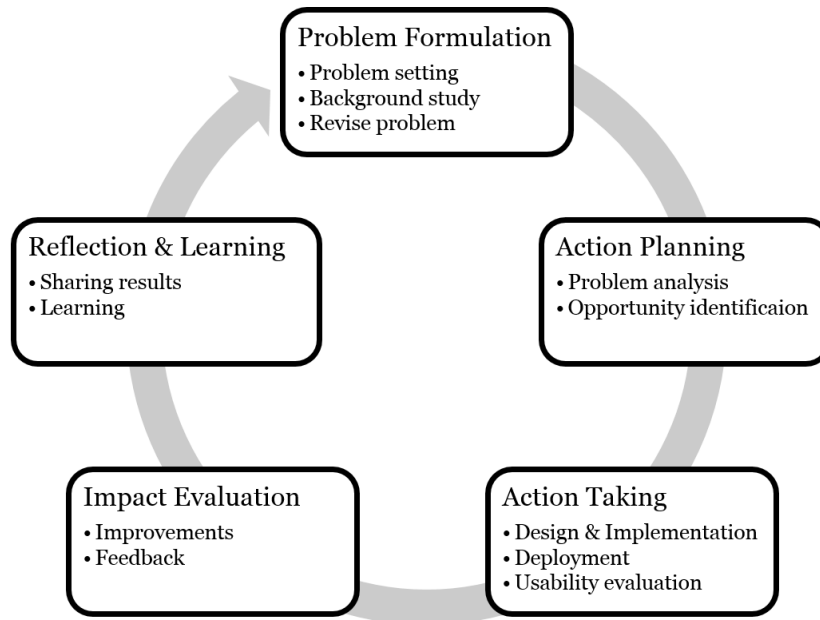 Problem Formulation
• Problem setting
• Background study
• Revise problem
Action Planning
• Problem analysis
• Opportunity identificaion
Action Taking
• Design & Implementation
• Deployment
• Usability evaluation
Impact Evaluation
• Improvements
• Feedback
Reflection & Learning
• Sharing results
• Learning